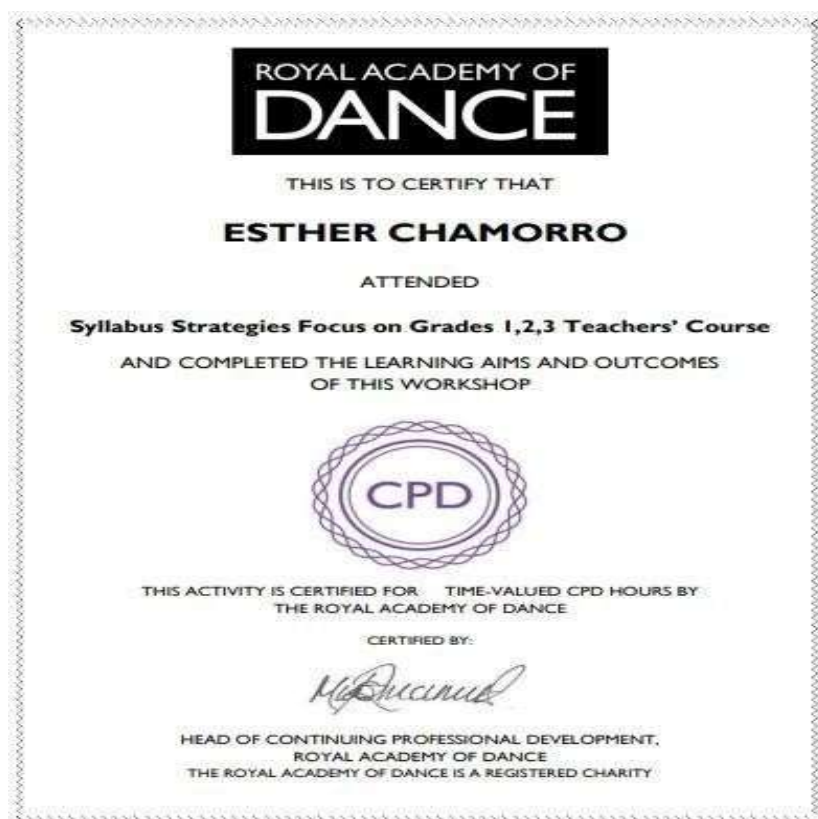 ROYAL ACADEMY OF
DANCE
THIS IS TO CERTIFY THAT
ESTHER CHAMORRO
ATTENDED
Syllabus Strategies Focus on Grades 1,2,3 Teachers' Course
AND COMPLETED THE LEARNING AIMS AND OUTCOMES
OF THIS WORKSHOP
CPD
THIS ACTIVITY IS CERTIFIED FOR TIME-VALUED CPD HOURS BY
THE ROYAL ACADEMY OF DANCE
CERTIFIED BY:
HEAD OF CONTINUING PROFESSIONAL DEVELOPMENT,
ROYAL ACADEMY OF DANCE
THE ROYAL ACADEMY OF DANCE IS A REGISTERED CHARITY